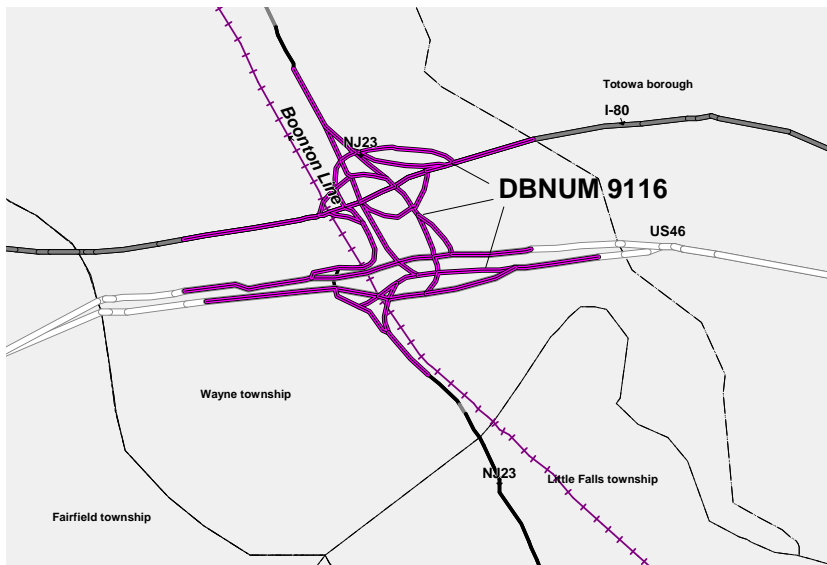 Totowa borough
I-80
Boonton Line
NJ23
DBNUM 9116
US46
Wayne township
NJ23
Little Falls township
Fairfield township